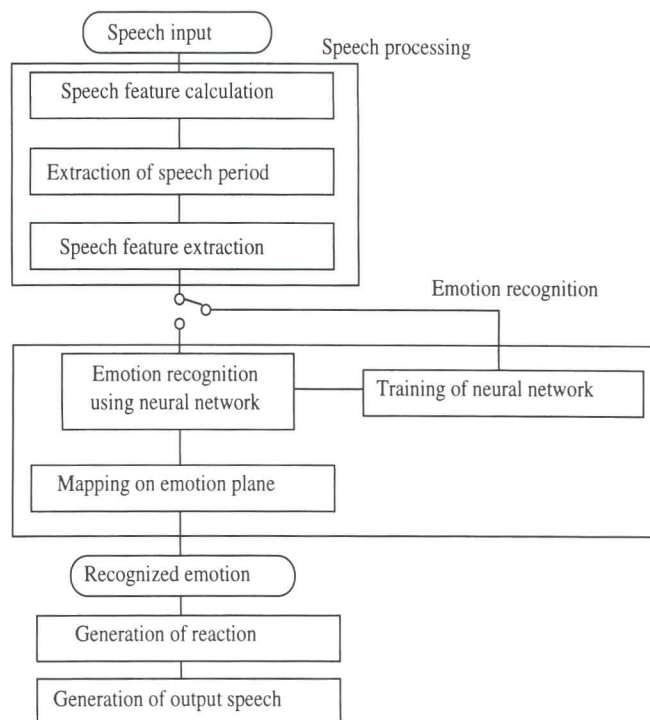 Speech input
Speech processing
Speech feature calculation
Extraction of speech period
Speech feature extraction
Emotion recognition
Emotion recognition
using neural network
Training of neural network
Mapping on emotion plane
Recognized emotion
Generation of reaction
Generation of output speech